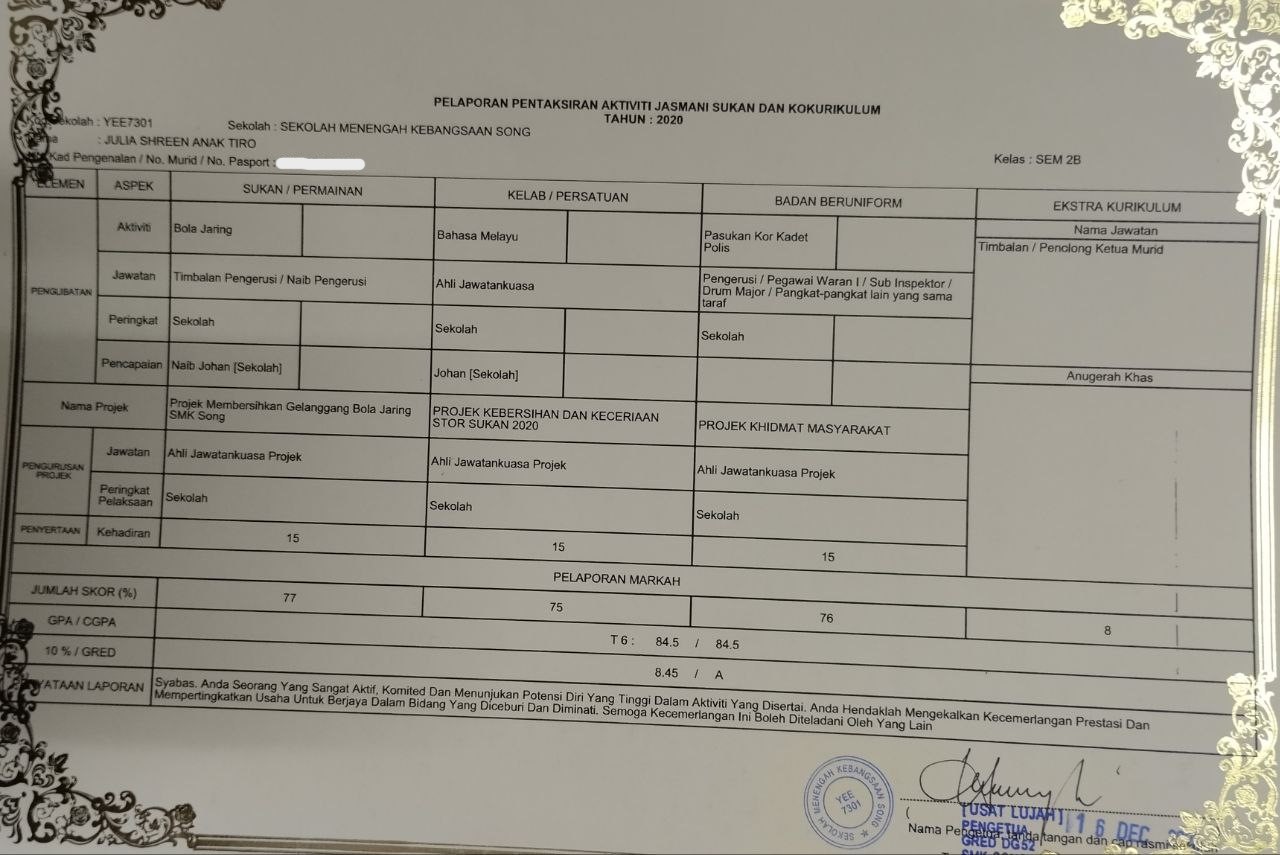 PELAPORAN PENTAKSIRAN AKTIVITI JASMANI SUKAN DAN KOKURIKULUM
TAHUN : 2020
Sekolah : YEE7301 Sekolah : SEKOLAH MENENGAH KEBANGSAAN SONG
: JULIA SHREEN ANAK TIRO
Kad Pengenalan / No. Murid / No. Pasport : Kelas : SEM 2B
ELEMEN ASPEK SUKAN / PERMAINAN KELAB / PERSATUAN BADAN BERUNIFORM EKSTRA KURIKULUM
PENGLIBATAN
Aktiviti Bola Jaring Bahasa Melayu Pasukan Kor Kadet
Polis
Nama Jawatan
Timbalan / Penolong Ketua Murid
Jawatan Timbalan Pengerusi / Naib Pengerusi Ahli Jawatankuasa Pengerusi / Pegawai Waran I / Sub Inspektor /
Drum Major / Pangkat-pangkat lain yang sama
taraf
Peringkat Sekolah Sekolah Sekolah
Pencapaian Naib Johan [Sekolah] Johan [Sekolah]
Anugerah Khas
Nama Projek Projek Membersihkan Gelanggang Bola Jaring
SMK Song
PROJEK KEBERSIHAN DAN KECERIAAN
STOR SUKAN 2020
PROJEK KHIDMAT MASYARAKAT
PENGURUSAN
PROJEK
Jawatan Ahli Jawatankuasa Projek Ahli Jawatankuasa Projek Ahli Jawatankuasa Projek
Peringkat
Pelaksaan
Sekolah Sekolah Sekolah
PENYERTAAN Kehadiran 15 15 15
PELAPORAN MARKAH
JUMLAH SKOR (%) 77 75 76 8
GPA / CGPA T 6 : 84.5 / 84.5
10 % / GRED 8.45 / A
YATAAN LAPORAN Syabas. Anda Seorang Yang Sangat Aktif, Komited Dan Menunjukan Potensi Diri Yang Tinggi Dalam Aktiviti Yang Disertai. Anda Hendaklah Mengekalkan Kecemerlangan Prestasi Dan
Mempertingkatkan Usaha Untuk Berjaya Dalam Bidang Yang Diceburi Dan Diminati. Semoga Kecemerlangan Ini Boleh Diteladani Oleh Yang Lain
SEKOLAH MENENGAH KEBANGSAAN SONG
YEE
7301
TUSAT LUJAH 16 DEC
Nama Pengetua, tandatangan dan cap rasmi
PENGETUA
GRED DG52